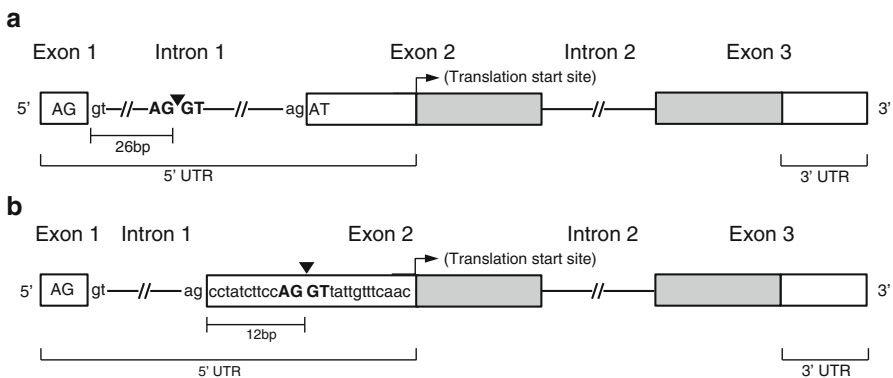 a
Exon 1 Intron 1 Exon 2 Intron 2 Exon 3
(Translation start site)
5' AG gt AG GT ag AT 3'
26bp
5' UTR 3' UTR
b
Exon 1 Intron 1 Exon 2 Intron 2 Exon 3
(Translation start site)
5' AG gt ag cctatcttccAG GTtattgtttcaac 3'
12bp
5' UTR 3' UTR